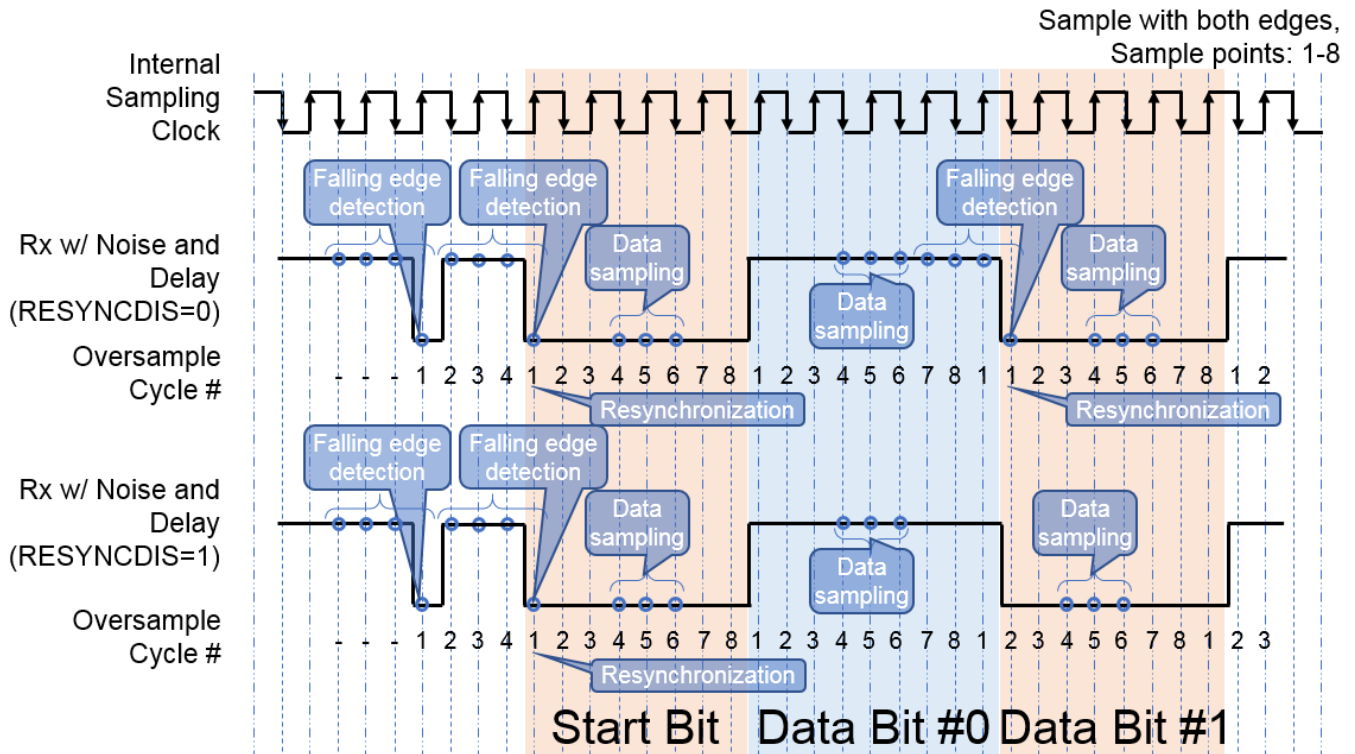 Sample with both edges,
Sample points: 1-8
Internal
Sampling
Clock
Falling edge
detection
Falling edge
detection
Falling edge
detection
Rx w/ Noise and
Delay
(RESYNCDIS=0)
Data
sampling
Data
sampling
Data
sampling
Oversample
Cycle #
- - - 1 2 3 4 1 2 3 4 5 6 7 8 1 2 3 4 5 6 7 8 1 1 2 3 4 5 6 7 8 1 2
Resynchronization
Resynchronization
Falling edge
detection
Falling edge
detection
Rx w/ Noise and
Delay
(RESYNCDIS=1)
Data
sampling
Data
sampling
Data
sampling
Oversample
Cycle #
- - - 1 2 3 4 1 2 3 4 5 6 7 8 1 2 3 4 5 6 7 8 1 2 3 4 5 6 7 8 1 2 3
Resynchronization
Start Bit Data Bit #0 Data Bit #1